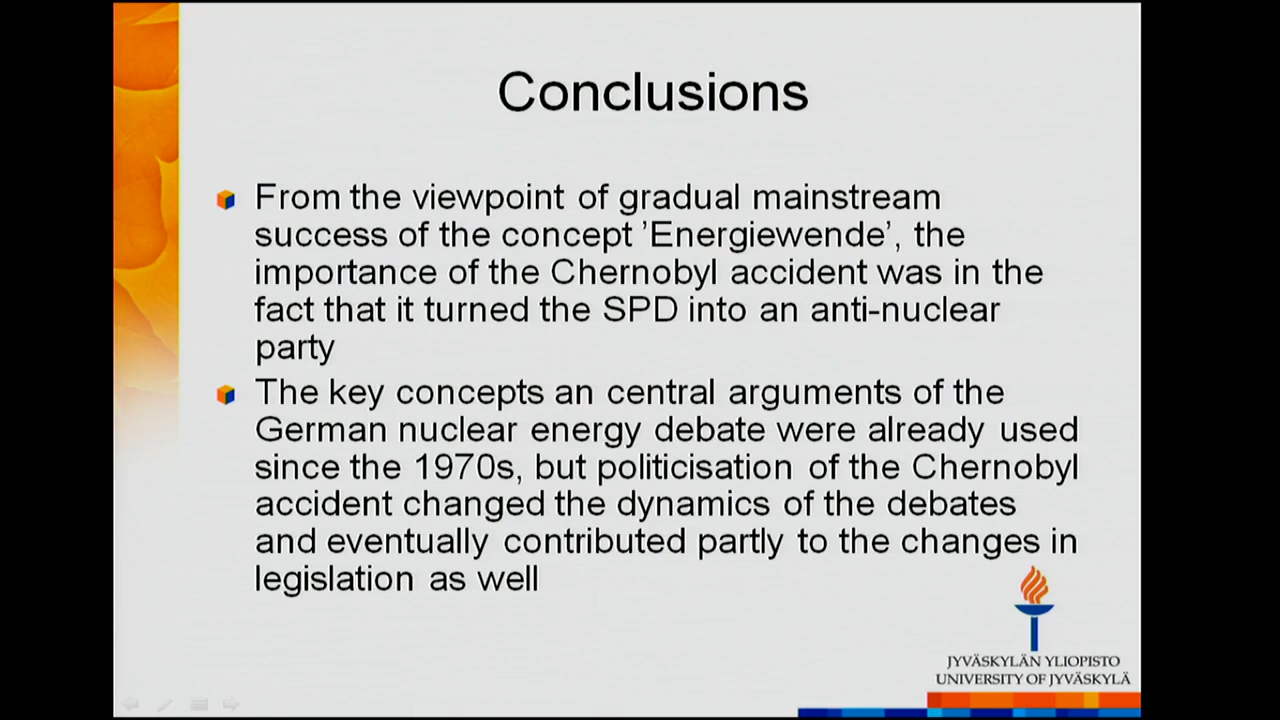 Conclusions
From the viewpoint of gradual mainstream
success of the concept ’Energiewende’, the
importance of the Chernobyl accident was in the
fact that it turned the SPD into an anti-nuclear
party
The key concepts an central arguments of the
German nuclear energy debate were already used
since the 1970s, but politicisation of the Chernobyl
accident changed the dynamics of the debates
and eventually contributed partly to the changes in
legislation as well
JYVÄSKYLÄN YLIOPISTO
UNIVERSITY OF JYVÄSKYLÄ